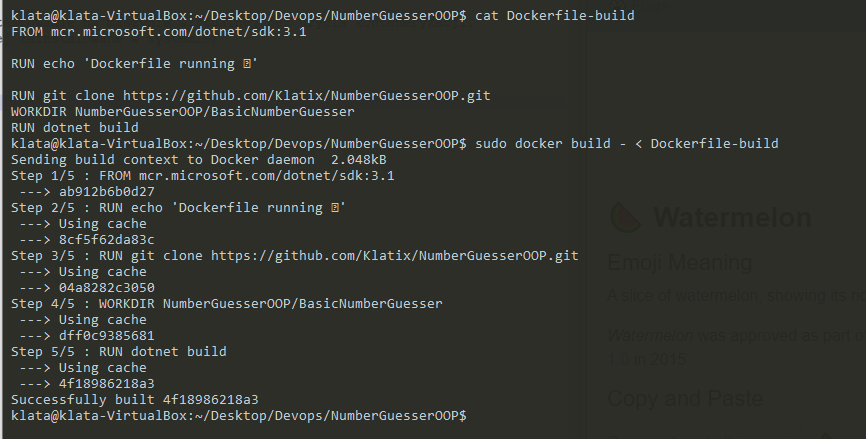 klata@klata-VirtualBox:~/Desktop/Devops/NumberGuesserOOP$ cat Dockerfile-build
FROM mcr.microsoft.com/dotnet/sdk:3.1
RUN echo 'Dockerfile running '
RUN git clone https://github.com/Klatix/NumberGuesserOOP.git
WORKDIR NumberGuesserOOP/BasicNumberGuesser
RUN dotnet build
klata@klata-VirtualBox:~/Desktop/Devops/NumberGuesserOOP$ sudo docker build - < Dockerfile-build
Sending build context to Docker daemon  2.048kB
Step 1/5 : FROM mcr.microsoft.com/dotnet/sdk:3.1
 ---> ab912b6b0d27
Step 2/5 : RUN echo 'Dockerfile running '
 ---> Using cache
 ---> 8cf5f62da83c
Step 3/5 : RUN git clone https://github.com/Klatix/NumberGuesserOOP.git
 ---> Using cache
 ---> 04a8282c3050
Step 4/5 : WORKDIR NumberGuesserOOP/BasicNumberGuesser
 ---> Using cache
 ---> dff0c9385681
Step 5/5 : RUN dotnet build
 ---> Using cache
 ---> 4f18986218a3
Successfully built 4f18986218a3
klata@klata-VirtualBox:~/Desktop/Devops/NumberGuesserOOP$
Watermelon
Emoji Meaning
A slice of watermelon, showing its
Watermelon was approved as part
1.0 in 2015
Copy and Paste